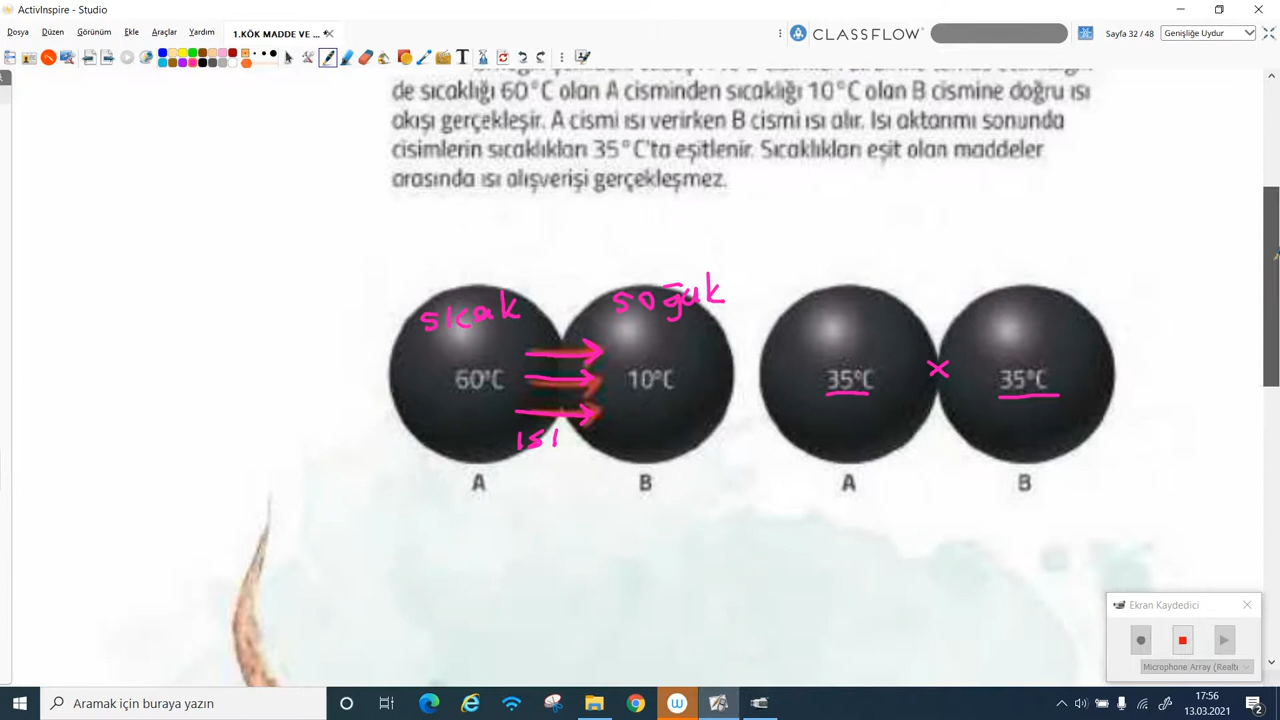 ActivInspire - Studio
Dosya Düzen Görünüm Ekle Araçlar Yardım
1.KÖK MADDE VE ...
CLASSFLOW
Sayfa 32 / 48
Genişliğe Uydur
de sıcaklığı 60°C olan A cisminden sıcaklığı 10°C olan B cismine doğru ısı
akışı gerçekleşir. A cismi ısı verirken B cismi ısı alır. Isı aktarımı sonunda
cisimlerin sıcaklıkları 35°C'ta eşitlenir. Sıcaklıkları eşit olan maddeler
arasında ısı alışverişi gerçekleşmez.
sıcak
soğuk
60°C
10°C
35°C
35°C
ısı
A
B
A
B
Ekran Kaydedici
Microphone Array (Realt
Aramak için buraya yazın
17:56
13.03.2021
2